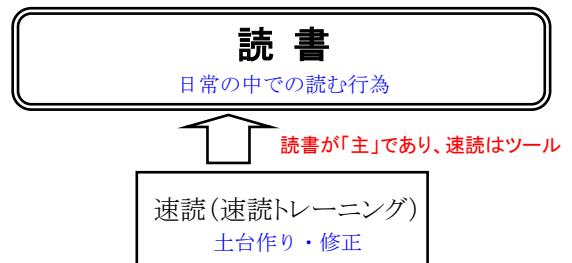 読 書
日常の中での読む行為
読書が「主」であり、速読はツール
速読(速読トレーニング)
土台作り・修正